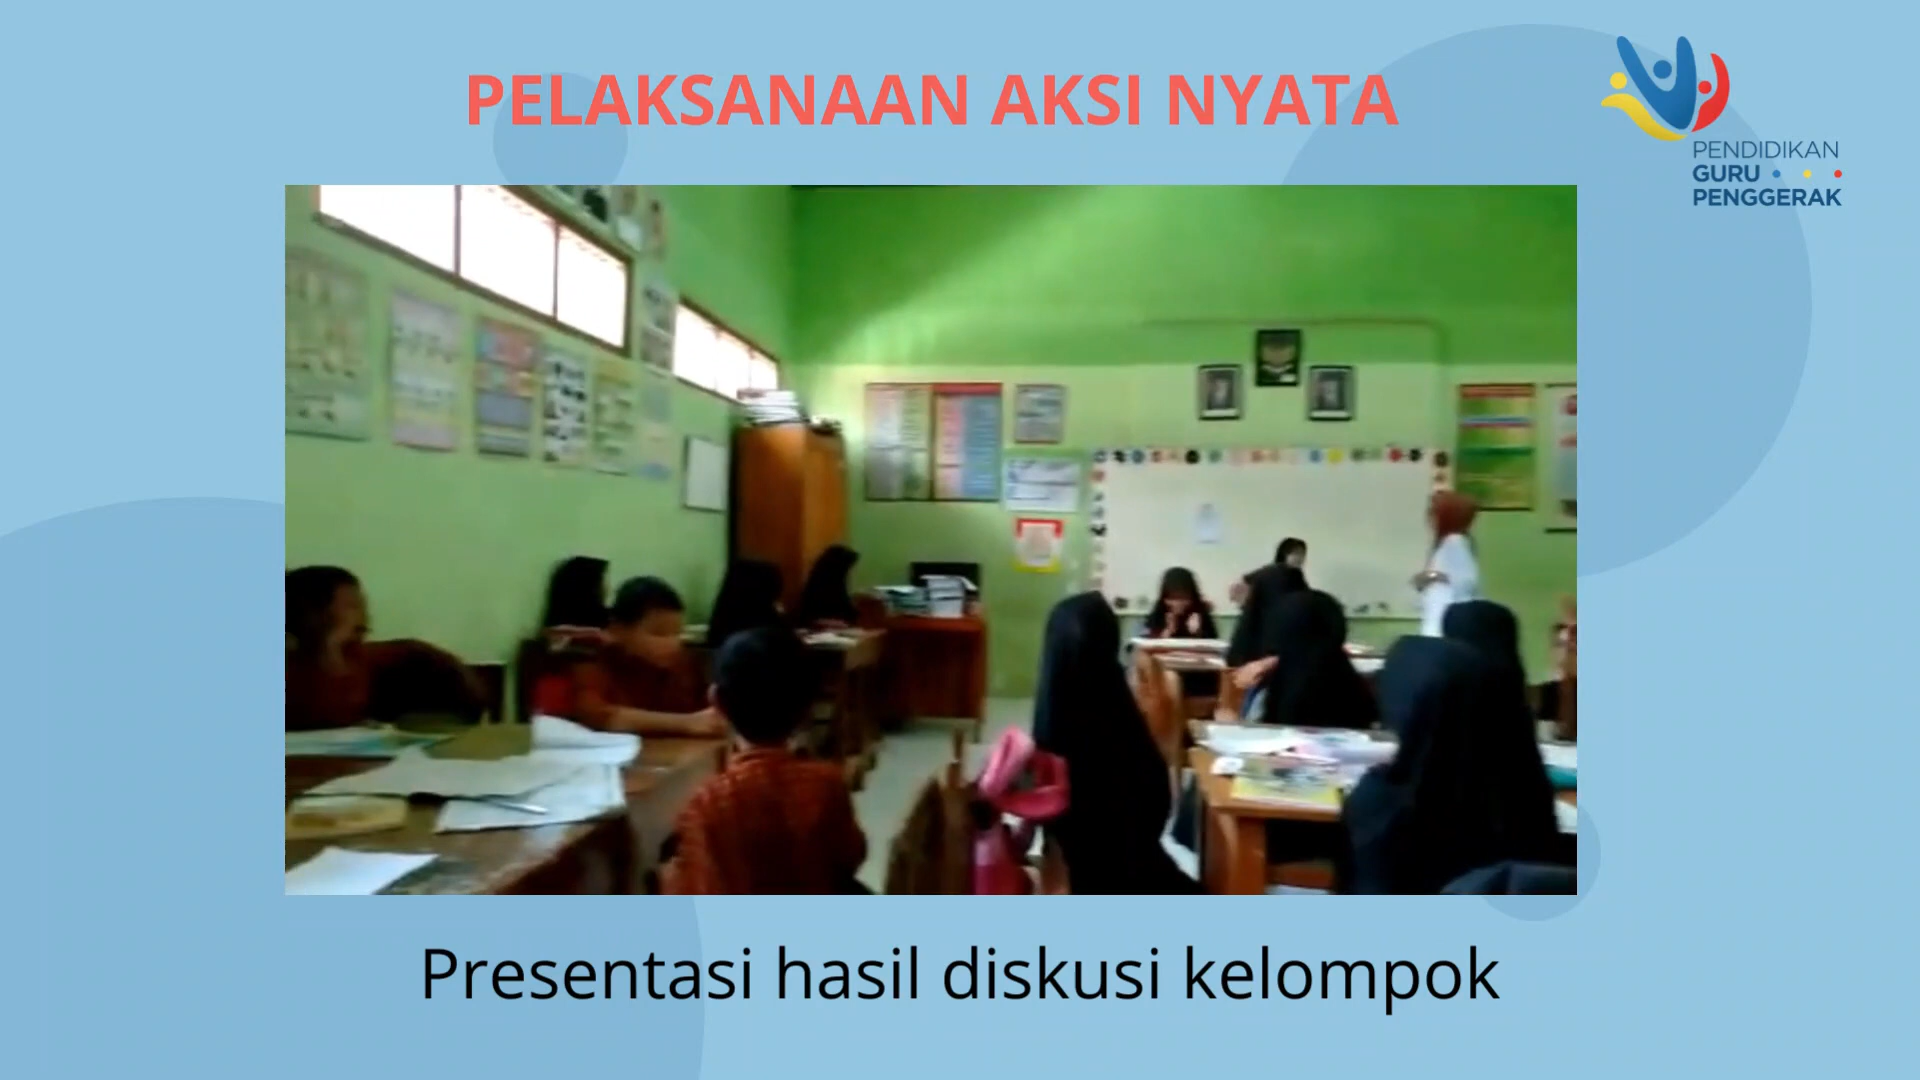 PELAKSANAAN AKSI NYATA
PENDIDIKAN
GURU
PENGGERAK
Presentasi hasil diskusi kelompok